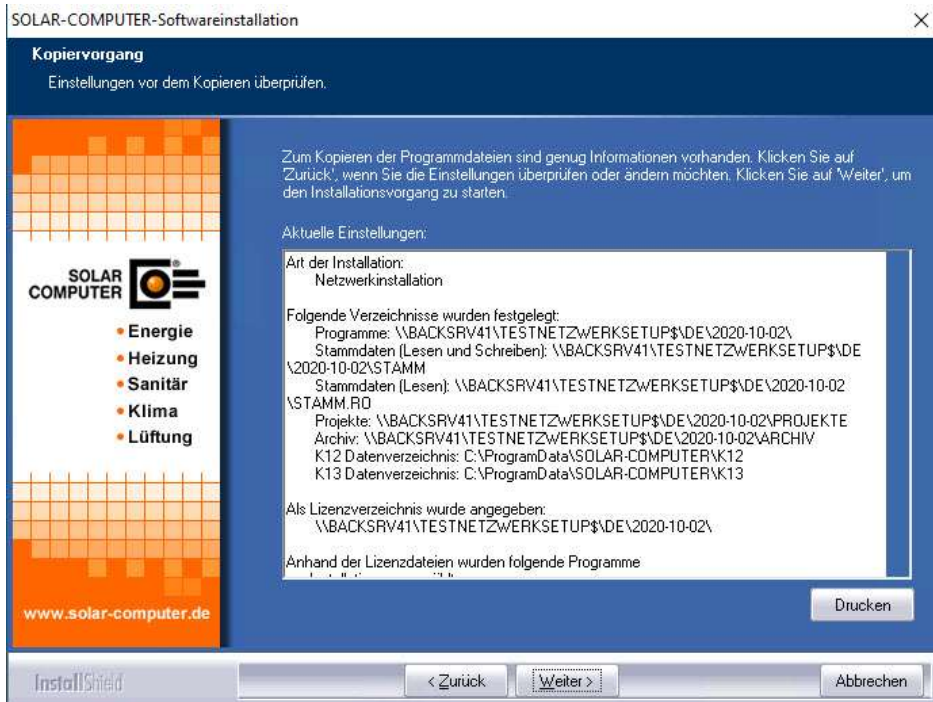 SOLAR-COMPUTER-Softwareinstallation
Kopiervorgang
Einstellungen vor dem Kopieren überprüfen.
Zum Kopieren der Programmdateien sind genug Informationen vorhanden. Klicken Sie auf
'Zurück', wenn Sie die Einstellungen überprüfen oder ändern möchten. Klicken Sie auf 'Weiter', um
den Installationsvorgang zu starten.
Aktuelle Einstellungen:
Art der Installation:
Netzwerkinstallation
Folgende Verzeichnisse wurden festgelegt:
Programme: \\BACKSRV41\TESTNETZWERKSETUP$\DE\2020-10-02\
Stammdaten (Lesen und Schreiben): \\BACKSRV41\TESTNETZWERKSETUP$\DE
\2020-10-02\STAMM
Stammdaten (Lesen): \\BACKSRV41\TESTNETZWERKSETUP$\DE\2020-10-02
\STAMM.RO
Projekte: \\BACKSRV41\TESTNETZWERKSETUP$\DE\2020-10-02\PROJEKTE
Archiv: \\BACKSRV41\TESTNETZWERKSETUP$\DE\2020-10-02\ARCHIV
K12 Datenverzeichnis: C:\ProgramData\SOLAR-COMPUTER\K12
K13 Datenverzeichnis: C:\ProgramData\SOLAR-COMPUTER\K13
Als Lizenzverzeichnis wurde angegeben:
\\BACKSRV41\TESTNETZWERKSETUP$\DE\2020-10-02\
Anhand der Lizenzdateien wurden folgende Programme
SOLAR
COMPUTER
®
• Energie
• Heizung
• Sanitär
• Klima
• Lüftung
www.solar-computer.de
Drucken
InstallShield
< Zurück
Weiter >
Abbrechen